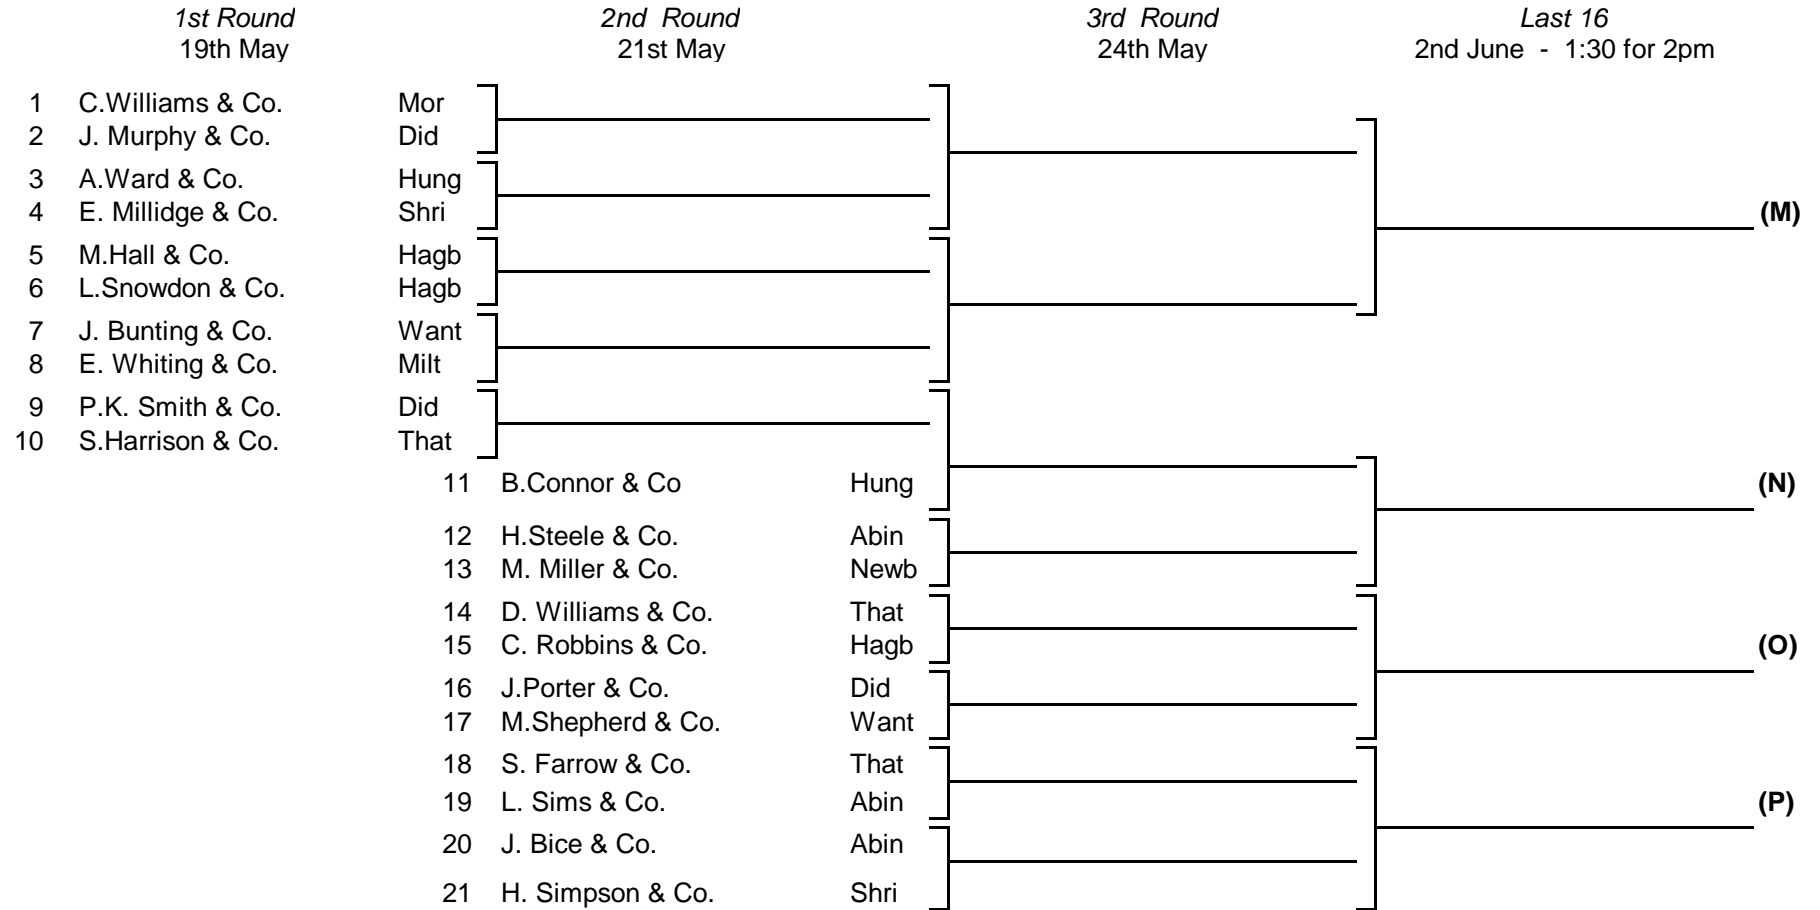 1st Round 2nd Round 3rd Round Last 16
19th May 21st May 24th May 2nd June - 1:30 for 2pm
1 C.Williams & Co. Mor
2 J. Murphy & Co. Did
3 A.Ward & Co. Hung
4 E. Millidge & Co. Shri (M)
5 M.Hall & Co. Hagb
6 L.Snowdon & Co. Hagb
7 J. Bunting & Co. Want
8 E. Whiting & Co. Milt
9 P.K. Smith & Co. Did
10 S.Harrison & Co. That
11 B.Connor & Co Hung (N)
12 H.Steele & Co. Abin
13 M. Miller & Co. Newb
14 D. Williams & Co. That
15 C. Robbins & Co. Hagb (O)
16 J.Porter & Co. Did
17 M.Shepherd & Co. Want
18 S. Farrow & Co. That
19 L. Sims & Co. Abin (P)
20 J. Bice & Co. Abin
21 H. Simpson & Co. Shri